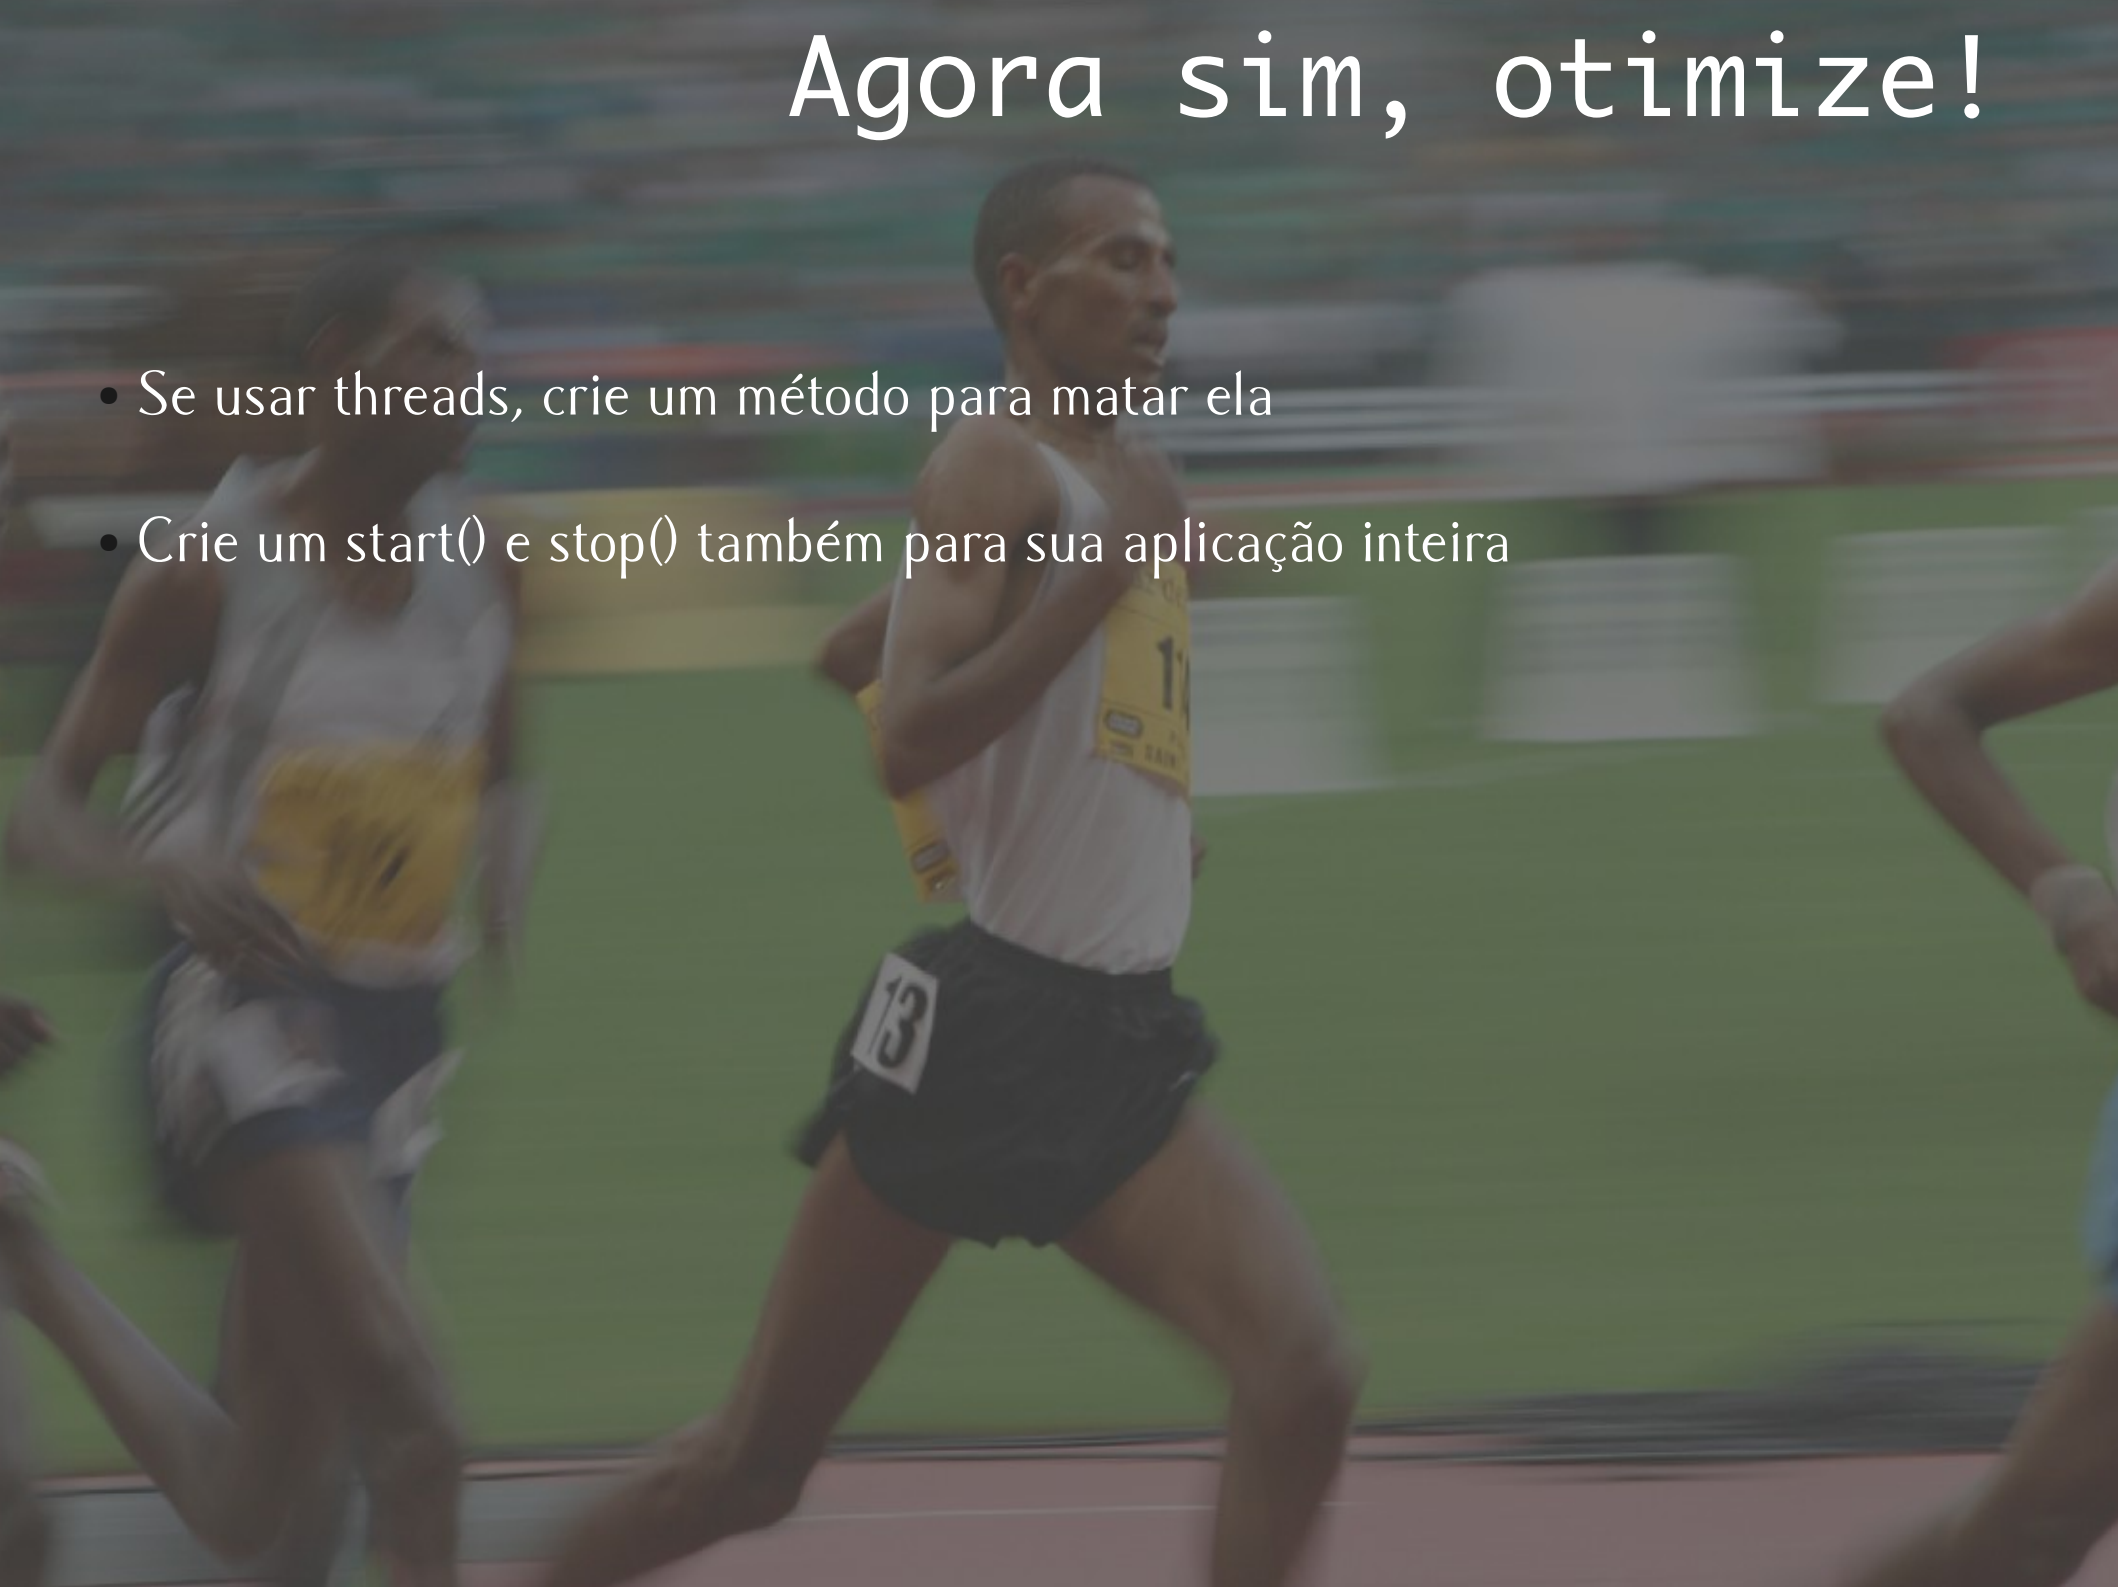 Agora sim, otimize!
• Se usar threads, crie um método para matar ela
• Crie um start() e stop() também para sua aplicação inteira
13